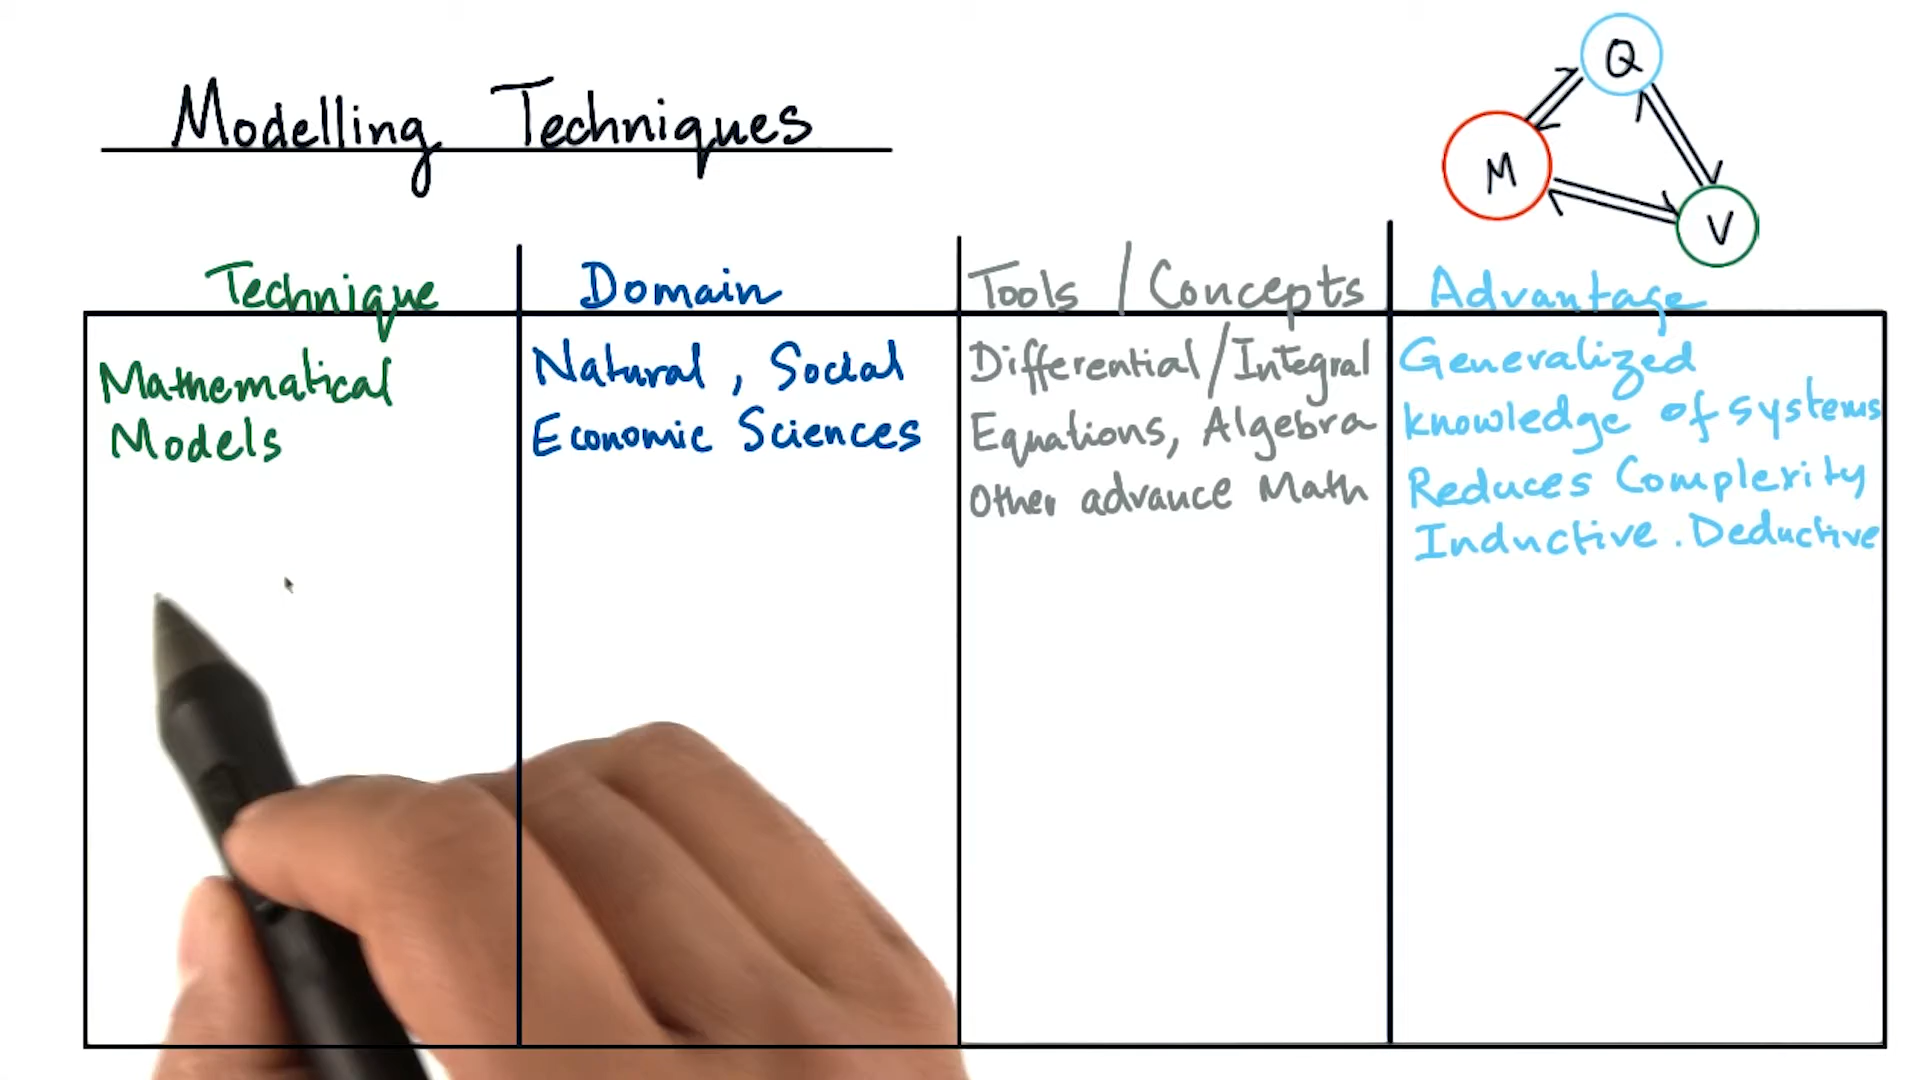 Modelling Techniques
Q
M
V
Technique
Domain
Tools / Concepts
Advantage
Mathematical
Models
Natural, Social
Economic Sciences
Differential/Integral
Equations, Algebra
Other advance Math
Generalized
knowledge of systems
Reduces Complexity
Inductive. Deductive